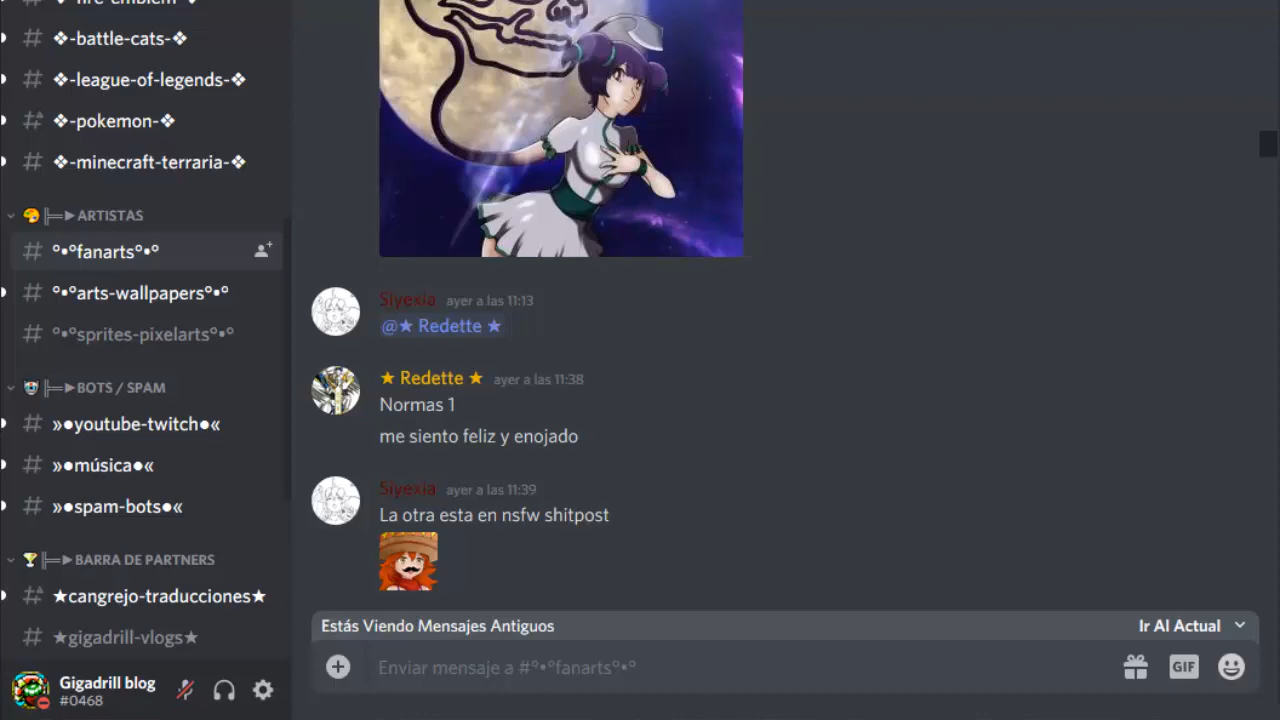 ❖-battle-cats-❖
❖-league-of-legends-❖
❖-pokemon-❖
❖-minecraft-terraria-❖
╠═►ARTISTAS
°•°fanarts°•°
°•°arts-wallpapers°•°
°•°sprites-pixelarts°•°
╠═►BOTS / SPAM
»●youtube-twitch●«
»●música●«
»●spam-bots●«
╠═►BARRA DE PARTNERS
★cangrejo-traducciones★
★gigadrill-vlogs★
Gigadrill blog
#0468
Siyexia ayer a las 11:13
@★ Redette ★
★ Redette ★ ayer a las 11:38
Normas 1
me siento feliz y enojado
Siyexia ayer a las 11:39
La otra esta en nsfw shitpost
Estás Viendo Mensajes Antiguos
Ir Al Actual
Enviar mensaje a #°•°fanarts°•°
GIF